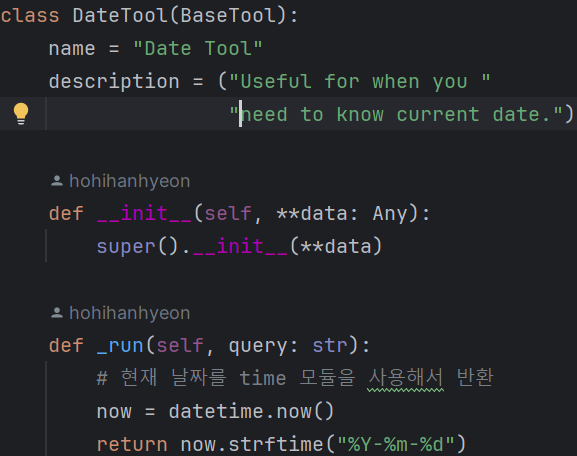 class DateTool(BaseTool):
name = "Date Tool"
description = ("Useful for when you "
"need to know current date.")
hohihanhyeon
def __init__(self, **data: Any):
super().__init__(**data)
hohihanhyeon
def _run(self, query: str):
# 현재 날짜를 time 모듈을 사용해서 반환
now = datetime.now()
return now.strftime("%Y-%m-%d")